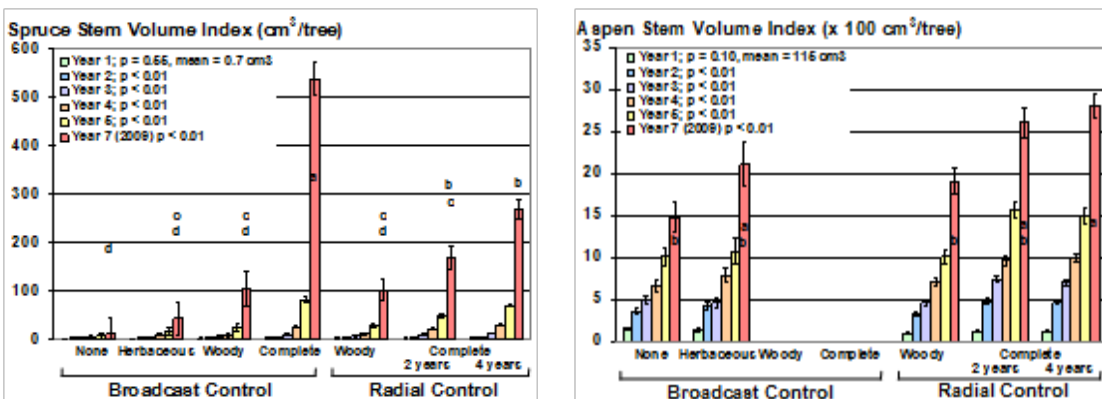 Spruce Stem Volume Index (cm³/tree)
600
500
400
300
200
100
0
Year 1; p = 0.55, mean = 0.7 cm3
Year 2; p < 0.01
Year 3; p < 0.01
Year 4; p < 0.01
Year 5; p < 0.01
Year 7 (2009) p < 0.01
d
c
d
c
d
a
c
d
b
c
b
None Herbaceous Woody Complete Woody Complete
2 years 4 years
Broadcast Control Radial Control
Aspen Stem Volume Index (x 100 cm³/tree)
35
30
25
20
15
10
5
0
Year 1; p = 0.10, mean = 115 cm3
Year 2; p < 0.01
Year 3; p < 0.01
Year 4; p < 0.01
Year 5; p < 0.01
Year 7 (2009) p < 0.01
b
a
b
b
a
b
a
None Herbaceous Woody Complete Woody Complete
2 years 4 years
Broadcast Control Radial Control